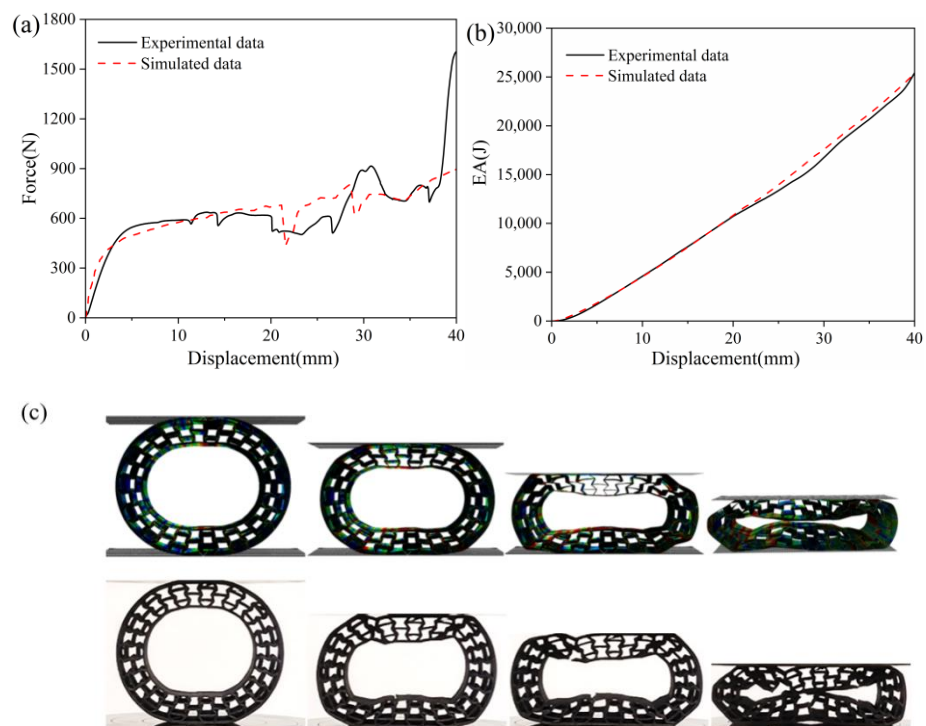 (a)
1800
1500
1200
900
600
300
0
Force(N)
Experimental data
Simulated data
0 10 20 30 40
Displacement(mm)
(b)
30,000
25,000
20,000
15,000
10,000
5,000
0
EA(J)
Experimental data
Simulated data
0 10 20 30 40
Displacement(mm)
(c)